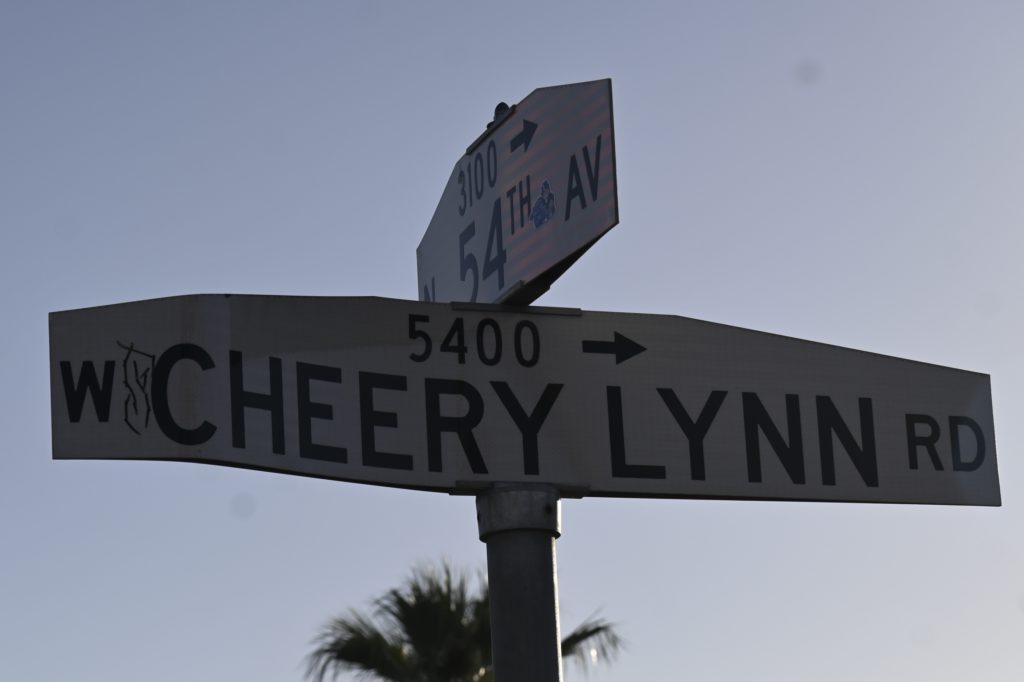 3100 →
N 54TH AV
5400 →
W CHEERY LYNN RD